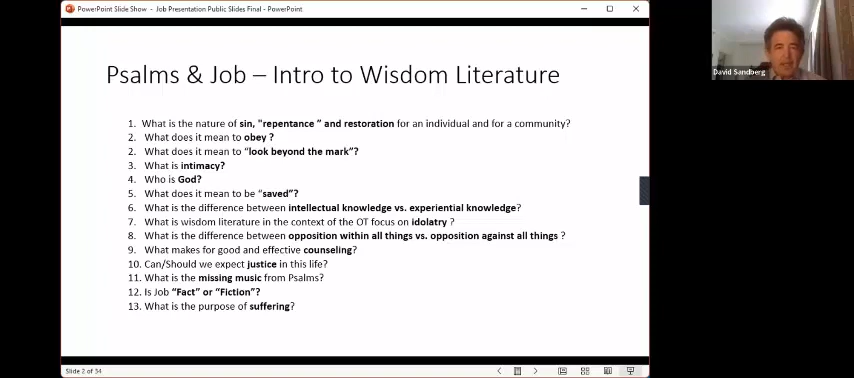 PowerPoint Slide Show - Job Presentation Public Slides Final - PowerPoint
Psalms & Job – Intro to Wisdom Literature
1. What is the nature of sin, "repentance " and restoration for an individual and for a community?
2. What does it mean to obey ?
2. What does it mean to “look beyond the mark”?
3. What is intimacy?
4. Who is God?
5. What does it mean to be “saved”?
6. What is the difference between intellectual knowledge vs. experiential knowledge?
7. What is wisdom literature in the context of the OT focus on idolatry ?
8. What is the difference between opposition within all things vs. opposition against all things ?
9. What makes for good and effective counseling?
10. Can/Should we expect justice in this life?
11. What is the missing music from Psalms?
12. Is Job “Fact” or “Fiction”?
13. What is the purpose of suffering?
Slide 2 of 54
David Sandberg